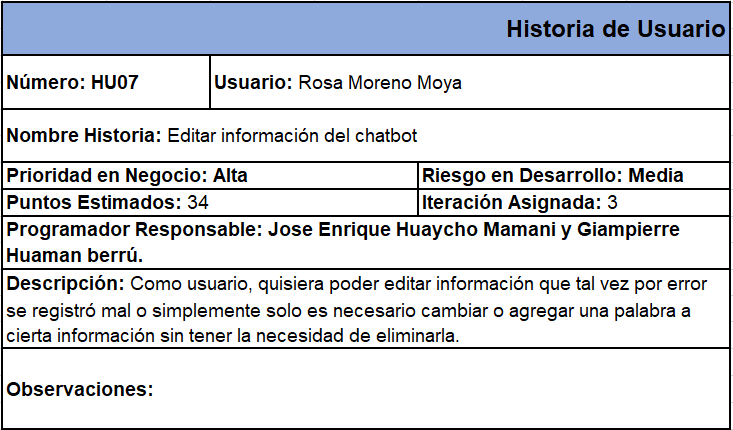 Historia de Usuario
Número: HU07
Usuario: Rosa Moreno Moya
Nombre Historia: Editar información del chatbot
Prioridad en Negocio: Alta
Riesgo en Desarrollo: Media
Puntos Estimados: 34
Iteración Asignada: 3
Programador Responsable: Jose Enrique Huaycho Mamani y Giampierre
Huaman berrú.
Descripción: Como usuario, quisiera poder editar información que tal vez por error
se registró mal o simplemente solo es necesario cambiar o agregar una palabra a
cierta información sin tener la necesidad de eliminarla.
Observaciones: